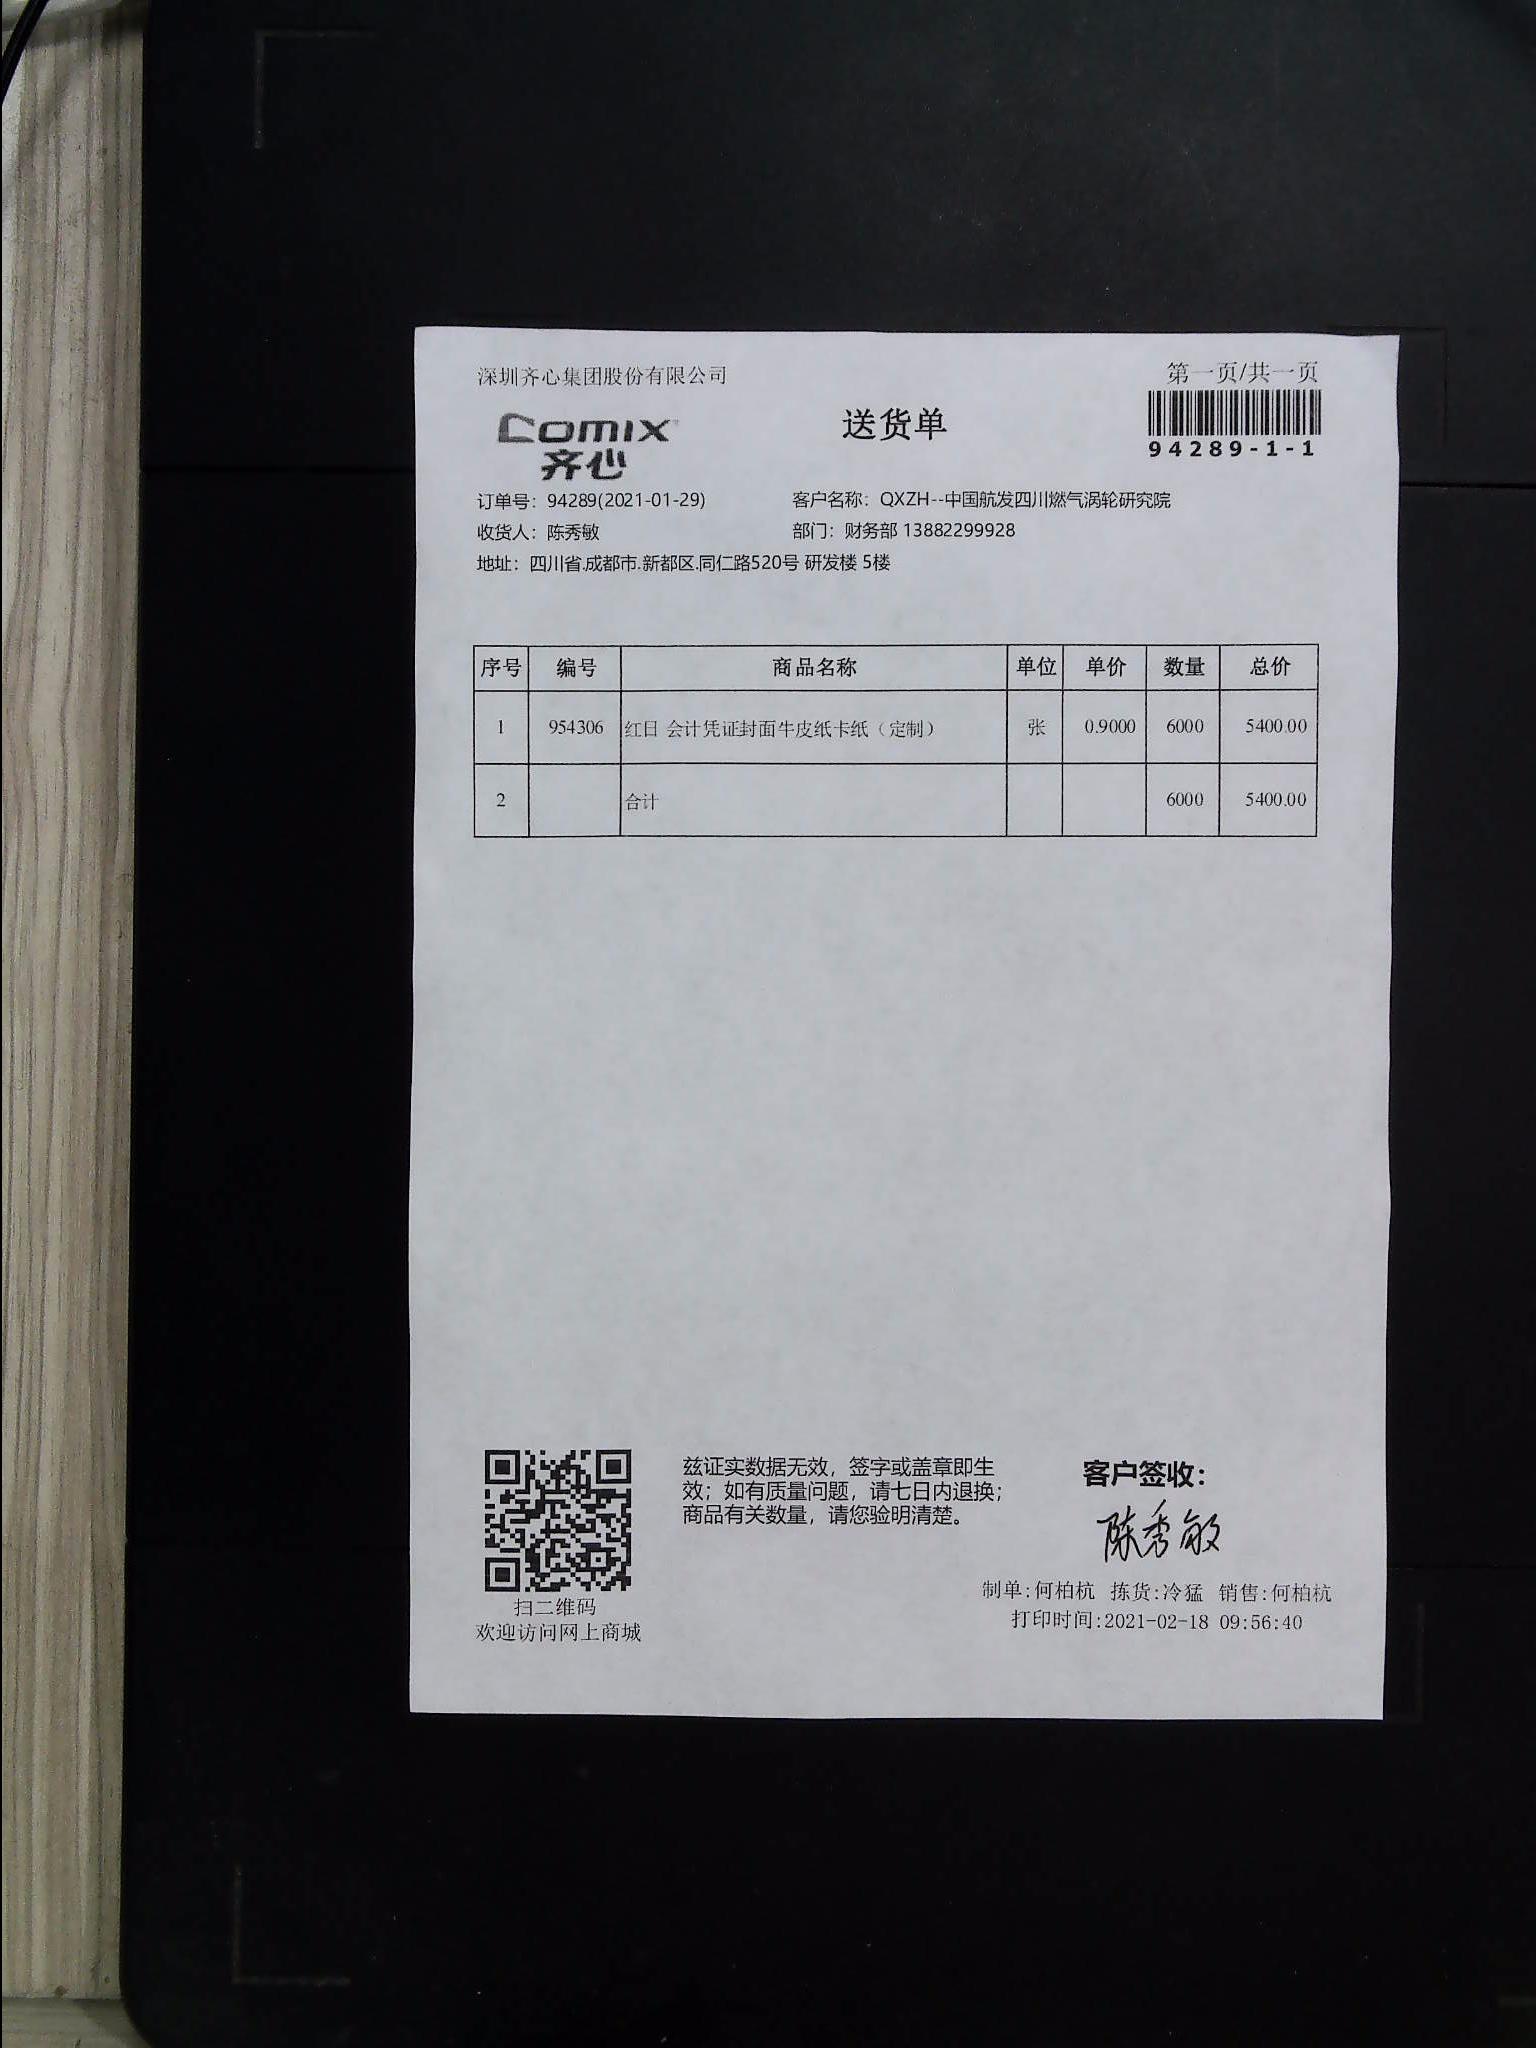 深圳齐心集团股份有限公司
第一页/共一页
comix
齐心
送货单
94289-1-1
订单号：94289(2021-01-29) 客户名称：QXZH--中国航发四川燃气涡轮研究院
收货人：陈秀敏 部门：财务部 13882299928
地址：四川省.成都市.新都区.同仁路520号 研发楼 5楼
序号 编号 商品名称 单位 单价 数量 总价
1 954306 红日 会计凭证封面牛皮纸卡纸（定制） 张 0.9000 6000 5400.00
2 合计 6000 5400.00
兹证实数据无效，签字或盖章即生
效；如有质量问题，请七日内退换；
商品有关数量，请您验明清楚。
客户签收：
陈秀敏
扫二维码
欢迎访问网上商城
制单:何柏杭 拣货:冷猛 销售:何柏杭
打印时间:2021-02-18 09:56:40